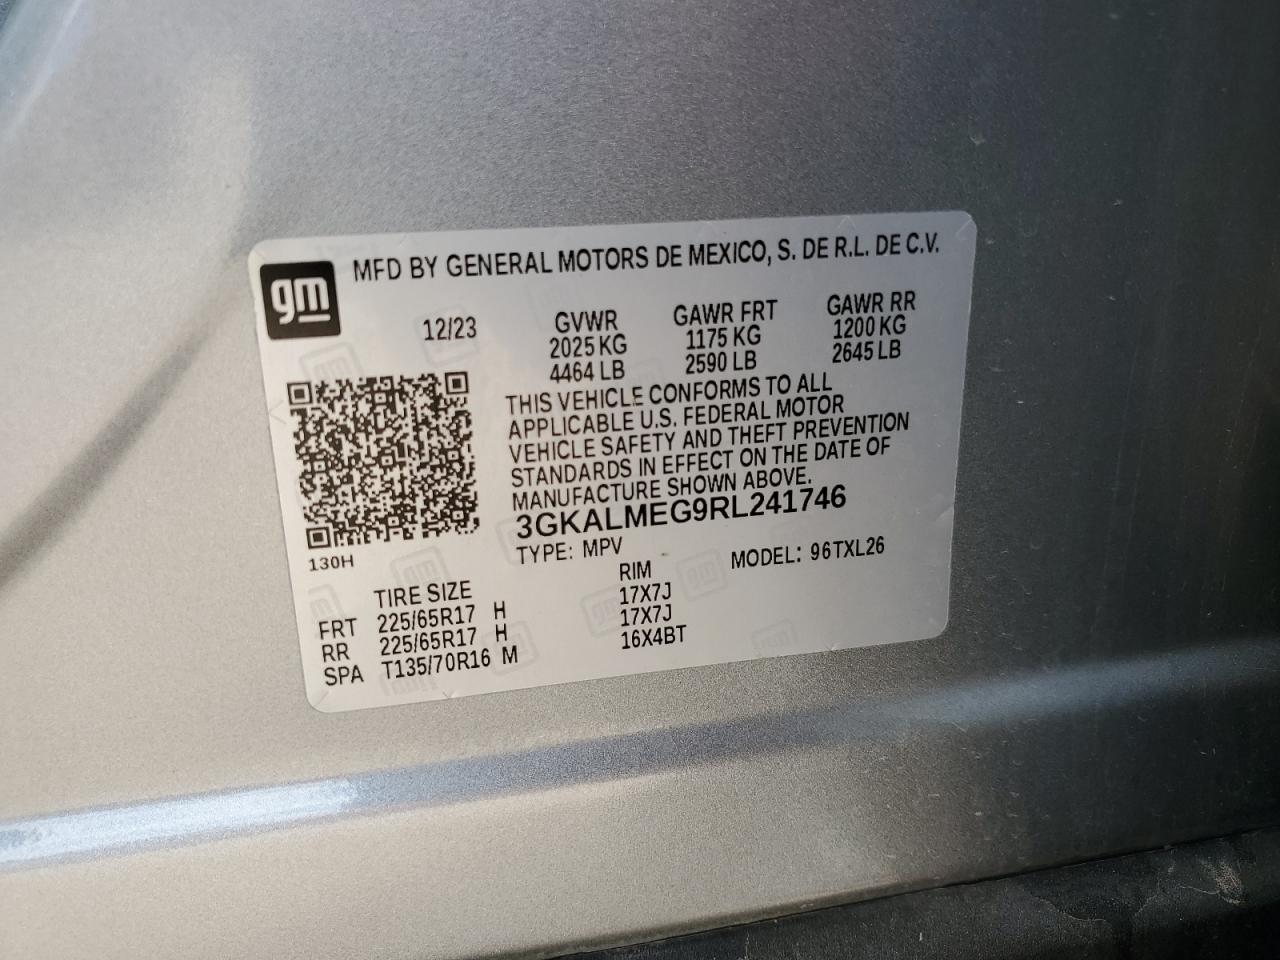 gm
MFD BY GENERAL MOTORS DE MEXICO, S. DE R.L. DE C.V.
12/23 GVWR GAWR FRT GAWR RR
2025 KG 1175 KG 1200 KG
4464 LB 2590 LB 2645 LB
THIS VEHICLE CONFORMS TO ALL
APPLICABLE U.S. FEDERAL MOTOR
VEHICLE SAFETY AND THEFT PREVENTION
STANDARDS IN EFFECT ON THE DATE OF
MANUFACTURE SHOWN ABOVE.
3GKALMEG9RL241746
130H
TYPE: MPV MODEL: 96TXL26
TIRE SIZE RIM
FRT 225/65R17 H 17X7J
RR 225/65R17 H 17X7J
SPA T135/70R16 M 16X4BT